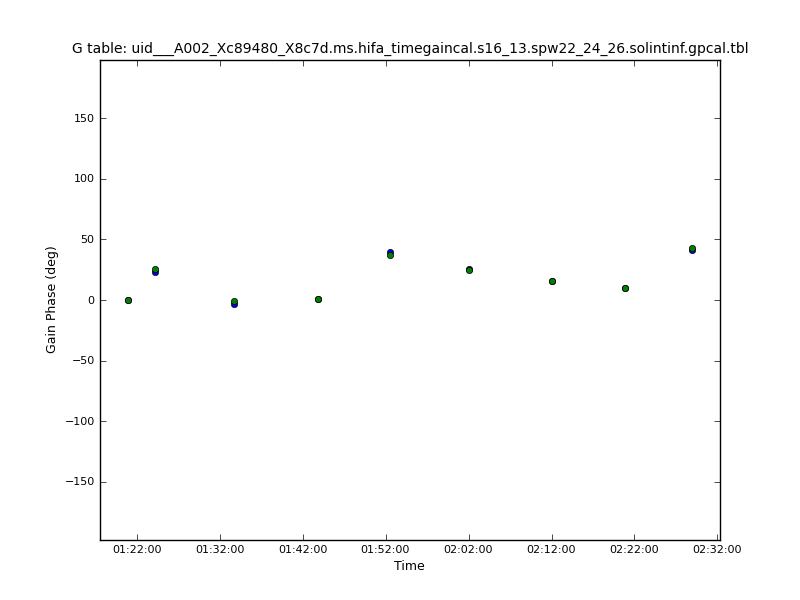 G table: uid___A002_Xc89480_X8c7d.ms.hifa_timegaincal.s16_13.spw22_24_26.solintinf.gpcal.tbl
150
100
50
0
−50
−100
−150
Gain Phase (deg)
01:22:00 01:32:00 01:42:00 01:52:00 02:02:00 02:12:00 02:22:00 02:32:00
Time